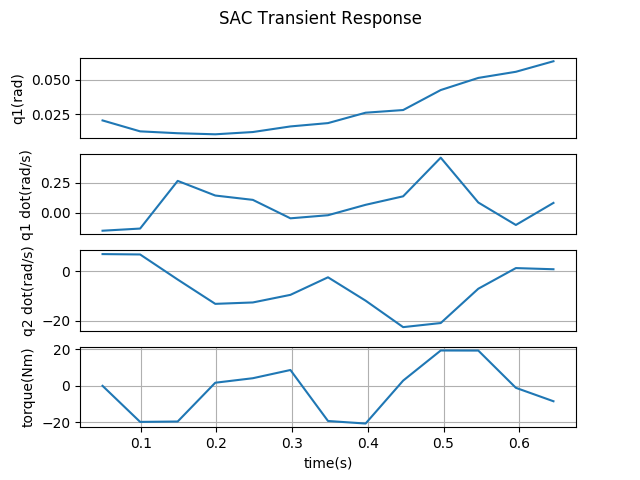 SAC Transient Response
q1(rad)
0.050
0.025
q1 dot(rad/s)
0.25
0.00
q2 dot(rad/s)
0
−20
torque(Nm)
20
0
−20
0.1 0.2 0.3 0.4 0.5 0.6
time(s)